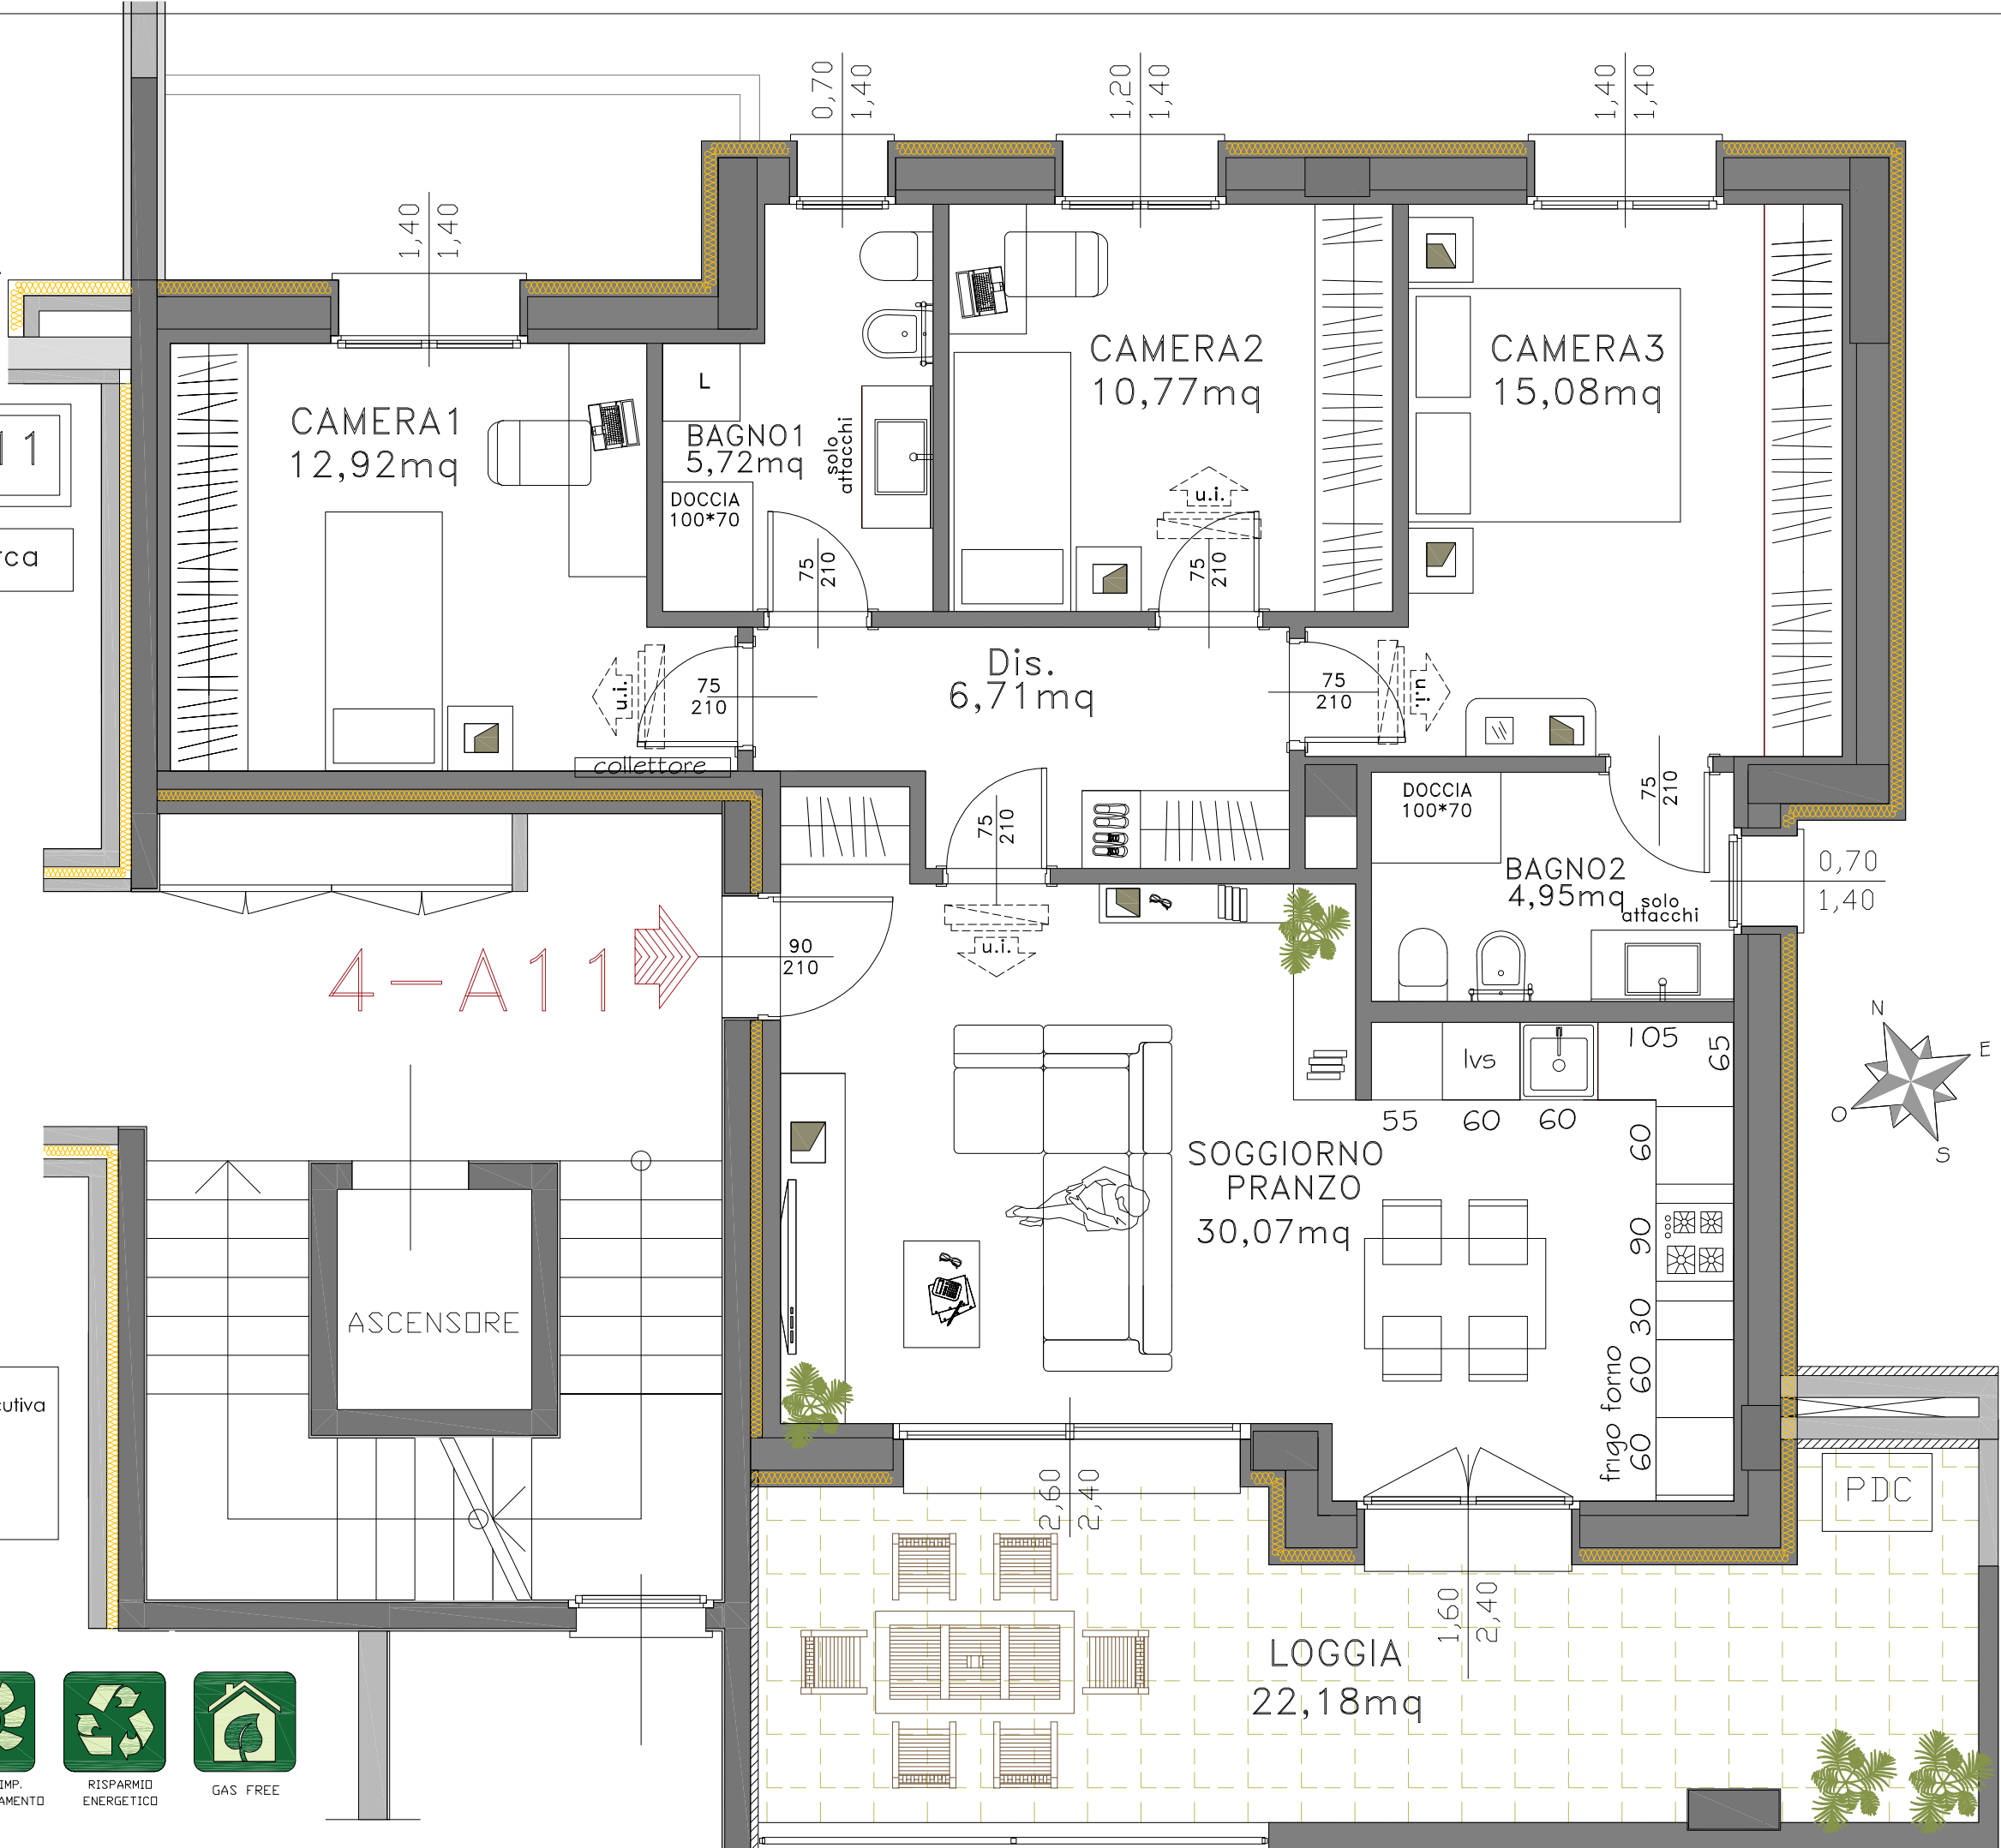 0,70
1,40
1,20
1,40
1,40
1,40
1,40
1,40
CAMERA1
12,92mq
L
BAGNO1
5,72mq
solo
attacchi
DOCCIA
100*70
75
210
CAMERA2
10,77mq
u.i.
75
210
CAMERA3
15,08mq
11
rca
u.i.
75
210
collettore
Dis.
6,71mq
75
210
u.i.
75
210
DOCCIA
100*70
75
210
BAGNO2
4,95mq
solo
attacchi
0,70
1,40
4-A11
90
210
u.i.
N
E
O
S
lvs
105
65
55
60
60
SOGGIORNO
PRANZO
30,07mq
60
90
30
60
60
frigo forno
ASCENSORE
cutiva
2,60
2,40
1,60
2,40
PDC
LOGGIA
22,18mq
IMP.
AMENTO
RISPARMIO
ENERGETICO
GAS FREE